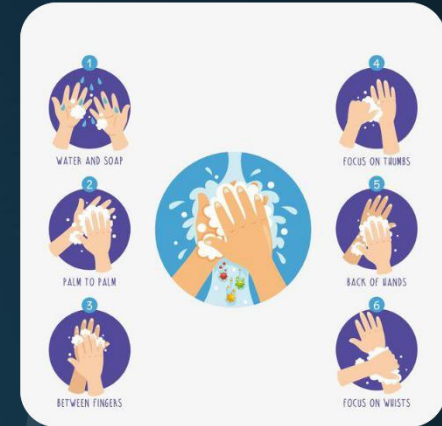 1
WATER AND SOAP
2
PALM TO PALM
3
BETWEEN FINGERS
4
FOCUS ON THUMBS
5
BACK OF HANDS
6
FOCUS ON WHISTS